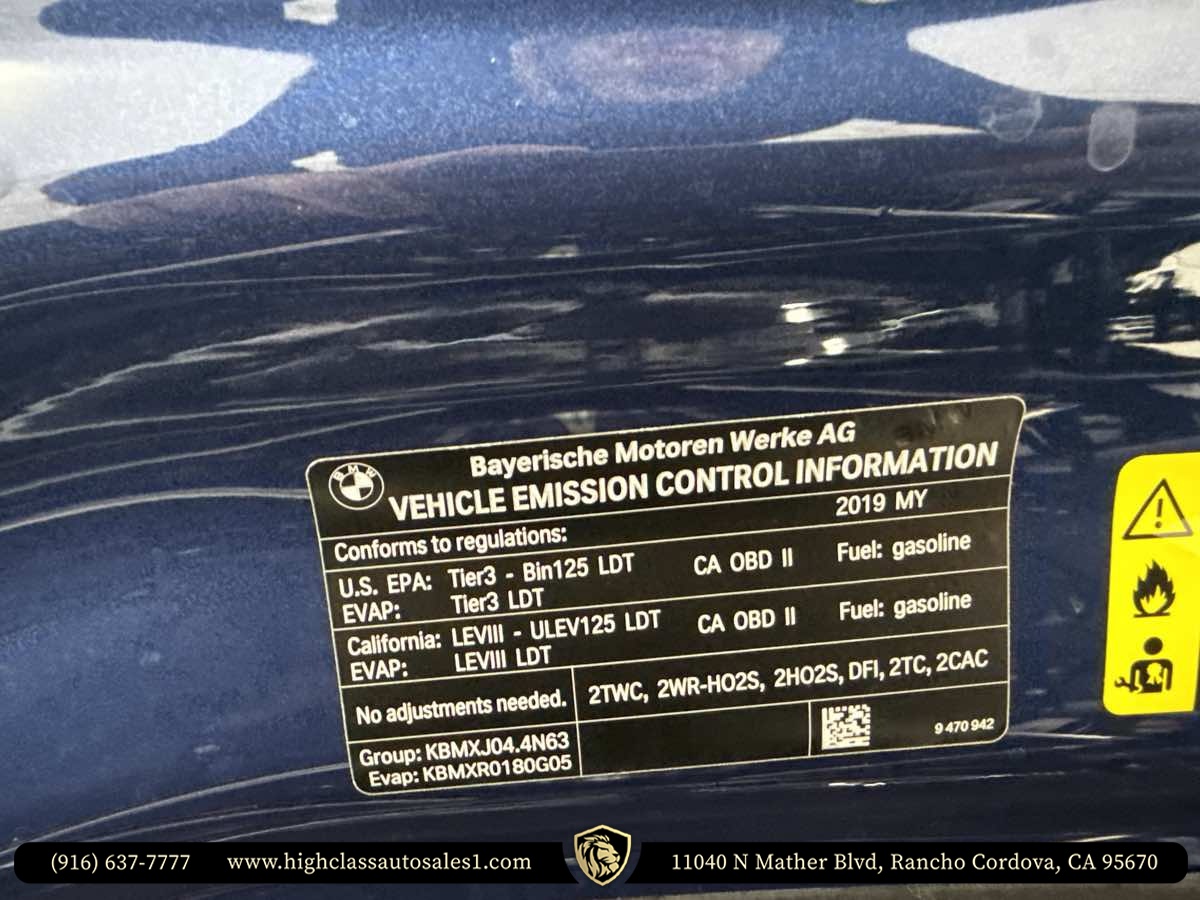 BMW
Bayerische Motoren Werke AG
VEHICLE EMISSION CONTROL INFORMATION
Conforms to regulations: 2019 MY
U.S. EPA: Tier3 - Bin125 LDT CA OBD II Fuel: gasoline
EVAP: Tier3 LDT
California: LEVIII - ULEV125 LDT CA OBD II Fuel: gasoline
EVAP: LEVIII LDT
No adjustments needed. 2TWC, 2WR-HO2S, 2HO2S, DFI, 2TC, 2CAC
Group: KBMXJ04.4N63
Evap: KBMXR0180G05
9 470 942
(916) 637-7777 www.highclassautosales1.com 11040 N Mather Blvd, Rancho Cordova, CA 95670